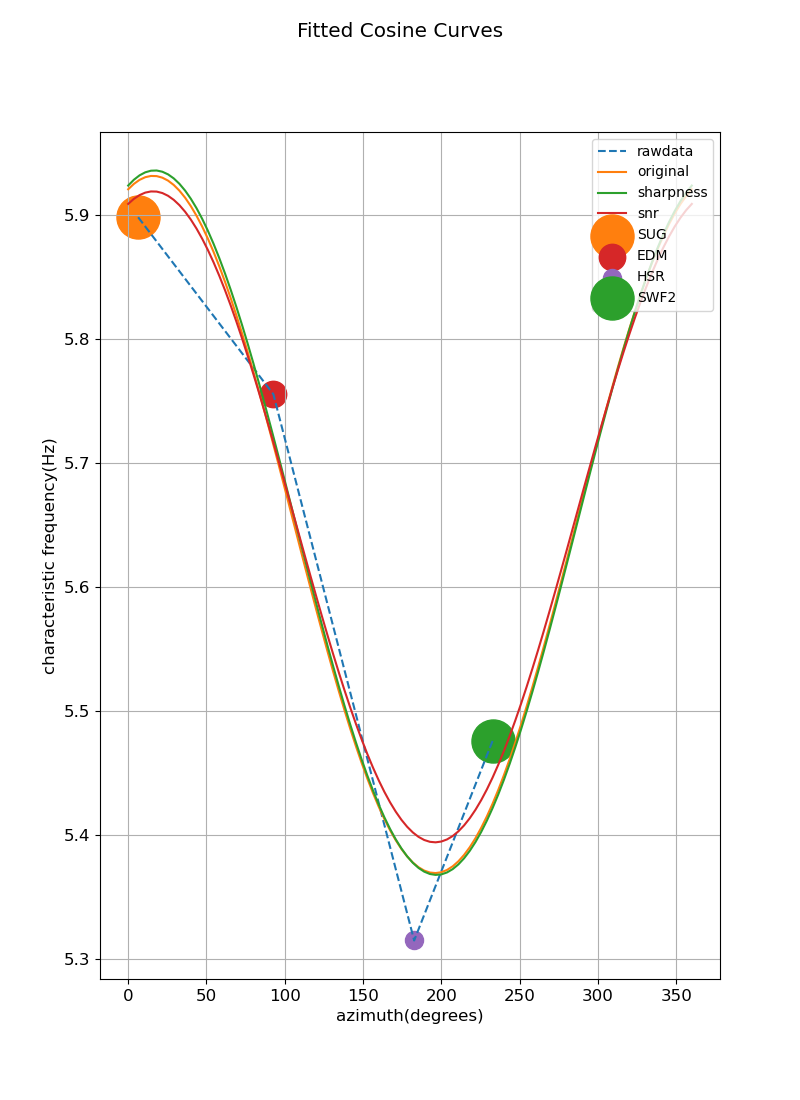 Fitted Cosine Curves
rawdata
original
sharpness
snr
SUG
EDM
HSR
SWF2
characteristic frequency(Hz)
5.9
5.8
5.7
5.6
5.5
5.4
5.3
0 50 100 150 200 250 300 350
azimuth(degrees)